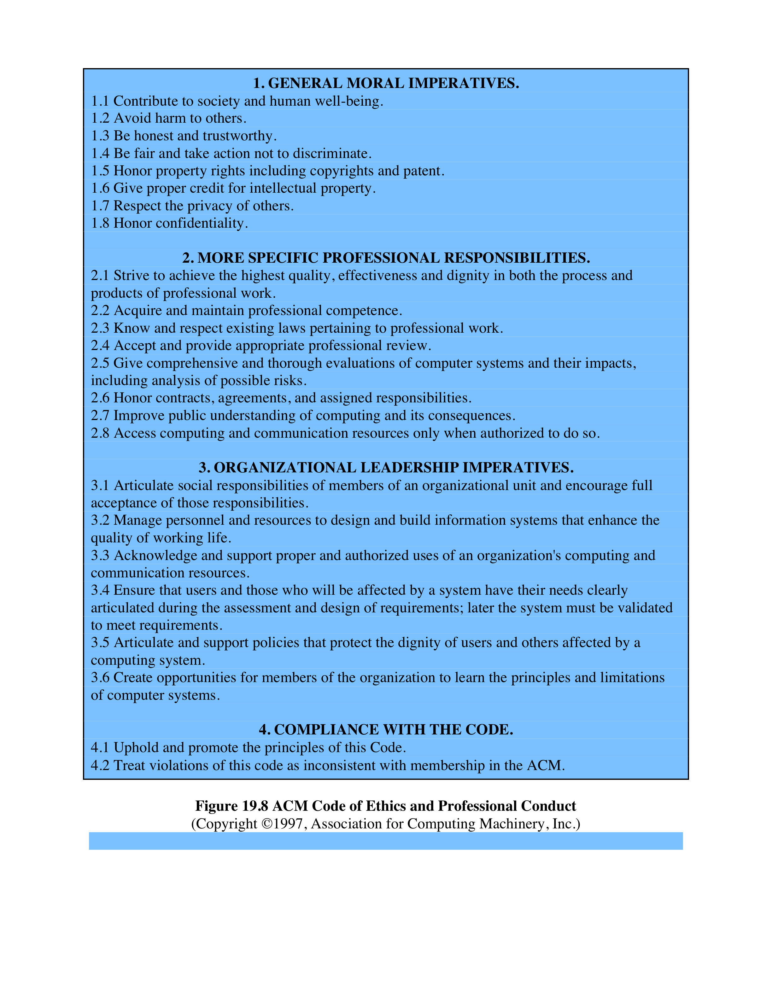 1. GENERAL MORAL IMPERATIVES.
1.1 Contribute to society and human well-being.
1.2 Avoid harm to others.
1.3 Be honest and trustworthy.
1.4 Be fair and take action not to discriminate.
1.5 Honor property rights including copyrights and patent.
1.6 Give proper credit for intellectual property.
1.7 Respect the privacy of others.
1.8 Honor confidentiality.
2. MORE SPECIFIC PROFESSIONAL RESPONSIBILITIES.
2.1 Strive to achieve the highest quality, effectiveness and dignity in both the process and
products of professional work.
2.2 Acquire and maintain professional competence.
2.3 Know and respect existing laws pertaining to professional work.
2.4 Accept and provide appropriate professional review.
2.5 Give comprehensive and thorough evaluations of computer systems and their impacts,
including analysis of possible risks.
2.6 Honor contracts, agreements, and assigned responsibilities.
2.7 Improve public understanding of computing and its consequences.
2.8 Access computing and communication resources only when authorized to do so.
3. ORGANIZATIONAL LEADERSHIP IMPERATIVES.
3.1 Articulate social responsibilities of members of an organizational unit and encourage full
acceptance of those responsibilities.
3.2 Manage personnel and resources to design and build information systems that enhance the
quality of working life.
3.3 Acknowledge and support proper and authorized uses of an organization's computing and
communication resources.
3.4 Ensure that users and those who will be affected by a system have their needs clearly
articulated during the assessment and design of requirements; later the system must be validated
to meet requirements.
3.5 Articulate and support policies that protect the dignity of users and others affected by a
computing system.
3.6 Create opportunities for members of the organization to learn the principles and limitations
of computer systems.
4. COMPLIANCE WITH THE CODE.
4.1 Uphold and promote the principles of this Code.
4.2 Treat violations of this code as inconsistent with membership in the ACM.
Figure 19.8 ACM Code of Ethics and Professional Conduct
(Copyright ©1997, Association for Computing Machinery, Inc.)